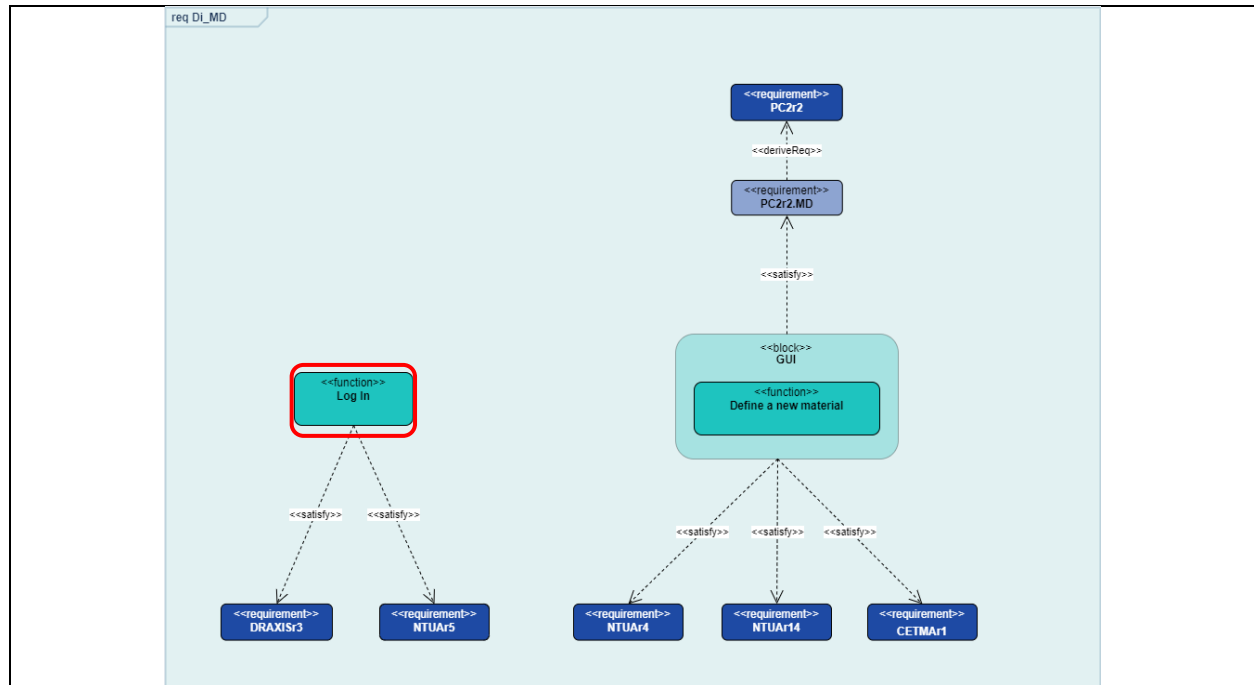 req Di_MD
<<requirement>>
PC2r2
<<deriveReq>>
<<requirement>>
PC2r2.MD
<<satisfy>>
<<block>>
GUI
<<function>>
Define a new material
<<function>>
Log In
<<satisfy>>
<<satisfy>>
<<satisfy>>
<<satisfy>>
<<satisfy>>
<<requirement>>
DRAXISr3
<<requirement>>
NTUAr5
<<requirement>>
NTUAr4
<<requirement>>
NTUAr14
<<requirement>>
CETMAr1